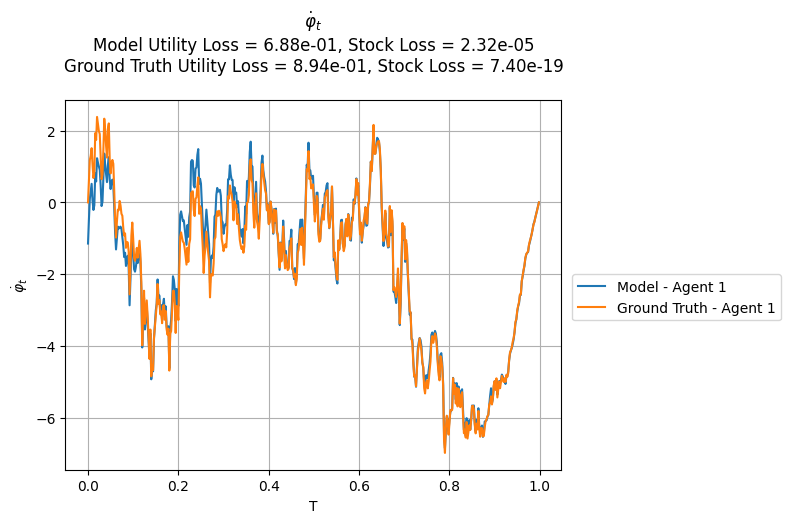 φ̇ₜ
Model Utility Loss = 6.88e-01, Stock Loss = 2.32e-05
Ground Truth Utility Loss = 8.94e-01, Stock Loss = 7.40e-19
φ̇ₜ
2
0
−2
−4
−6
0.0 0.2 0.4 0.6 0.8 1.0
T
Model - Agent 1
Ground Truth - Agent 1